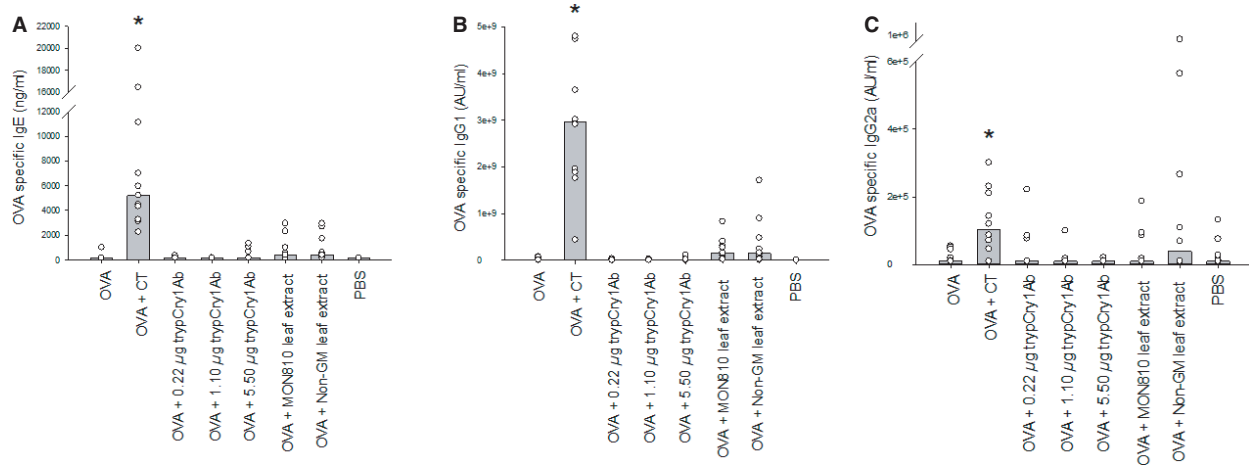 A
*
OVA specific IgE (ng/ml)
22000
20000
18000
16000
12000
10000
8000
6000
4000
2000
0
OVA
OVA + CT
OVA + 0.22 µg trypCry1Ab
OVA + 1.10 µg trypCry1Ab
OVA + 5.50 µg trypCry1Ab
OVA + MON810 leaf extract
OVA + Non-GM leaf extract
PBS
B
*
OVA specific IgG1 (AU/ml)
5e+9
4e+9
3e+9
2e+9
1e+9
0
OVA
OVA + CT
OVA + 0.22 µg trypCry1Ab
OVA + 1.10 µg trypCry1Ab
OVA + 5.50 µg trypCry1Ab
OVA + MON810 leaf extract
OVA + Non-GM leaf extract
PBS
C
*
OVA specific IgG2a (AU/ml)
1e+6
6e+5
4e+5
2e+5
0
OVA
OVA + CT
OVA + 0.22 µg trypCry1Ab
OVA + 1.10 µg trypCry1Ab
OVA + 5.50 µg trypCry1Ab
OVA + MON810 leaf extract
OVA + Non-GM leaf extract
PBS